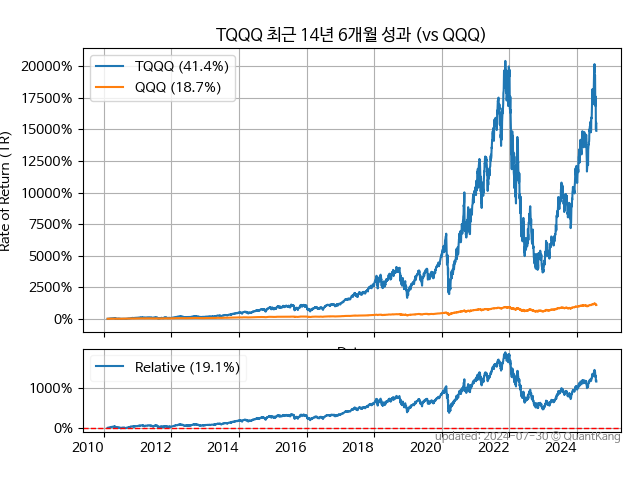 TQQQ 최근 14년 6개월 성과 (vs QQQ)
TQQQ (41.4%)
QQQ (18.7%)
20000%
17500%
15000%
12500%
10000%
7500%
5000%
2500%
0%
Rate of Return (TR)
Relative (19.1%)
1000%
0%
2010 2012 2014 2016 2018 2020 2022 2024
updated: 2024-07-30 © QuantKang